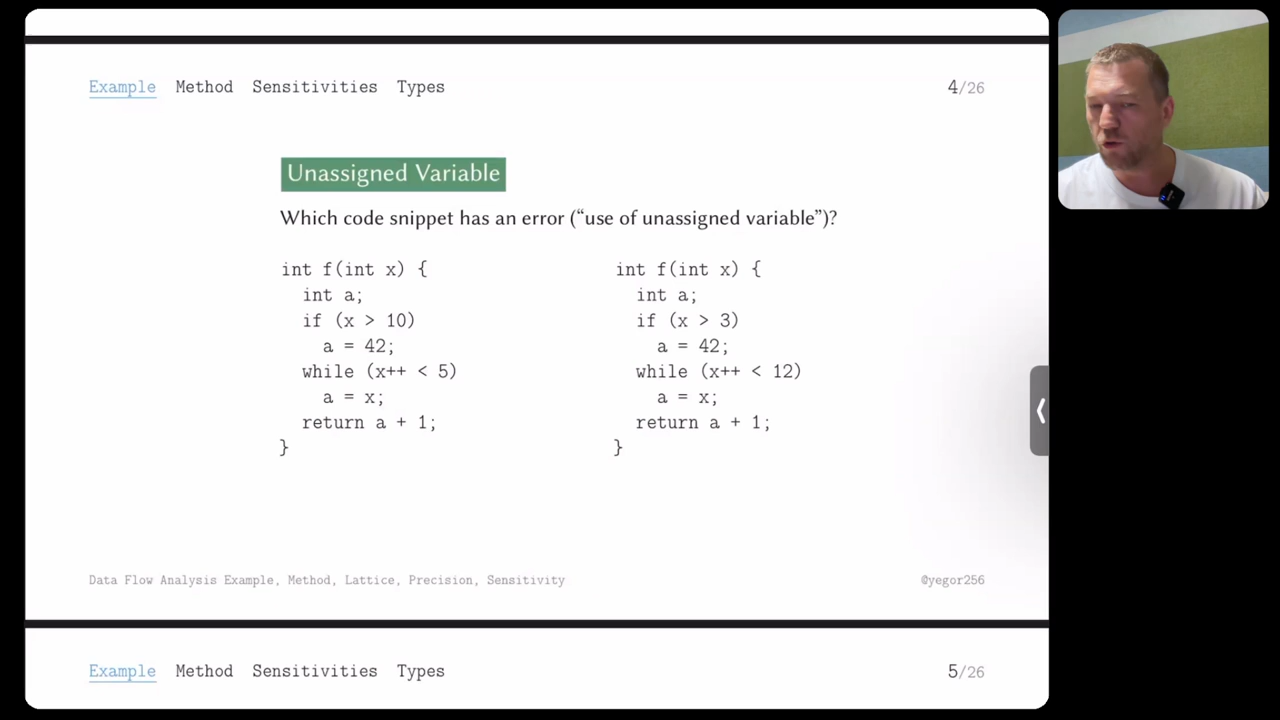 Example Method Sensitivities Types 4/26
Unassigned Variable
Which code snippet has an error (“use of unassigned variable”)?
int f(int x) {
  int a;
  if (x > 10)
    a = 42;
  while (x++ < 5)
    a = x;
  return a + 1;
}
int f(int x) {
  int a;
  if (x > 3)
    a = 42;
  while (x++ < 12)
    a = x;
  return a + 1;
}
Data Flow Analysis Example, Method, Lattice, Precision, Sensitivity @yegor256
Example Method Sensitivities Types 5/26